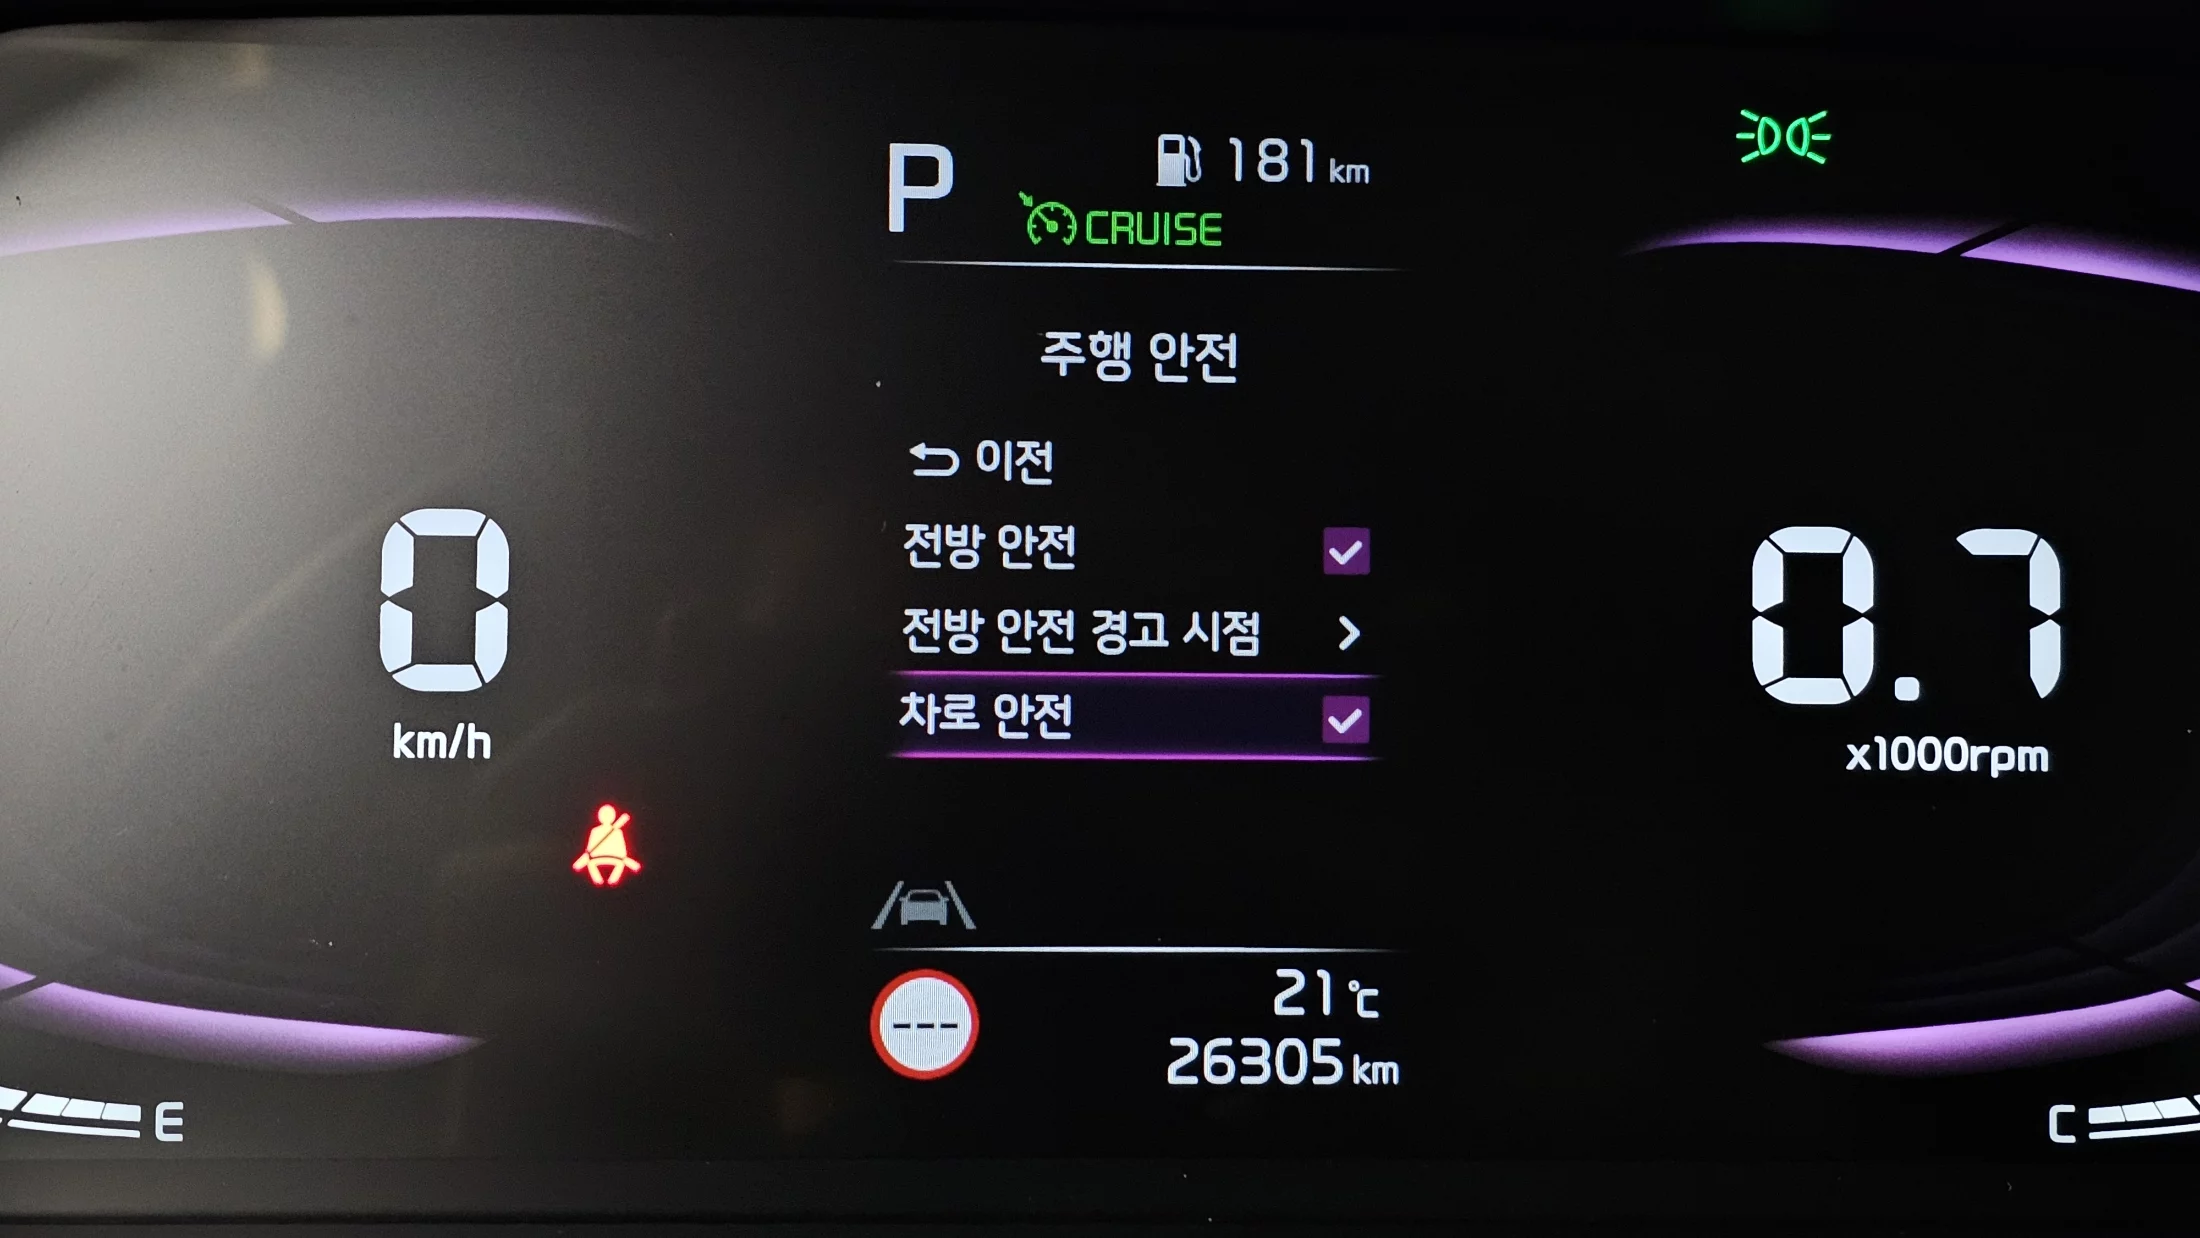 P
181 km
CRUISE
주행 안전
이전
전방 안전
전방 안전 경고 시점
차로 안전
0
km/h
0.7
x1000rpm
---
21 ℃
26305 km
E
C